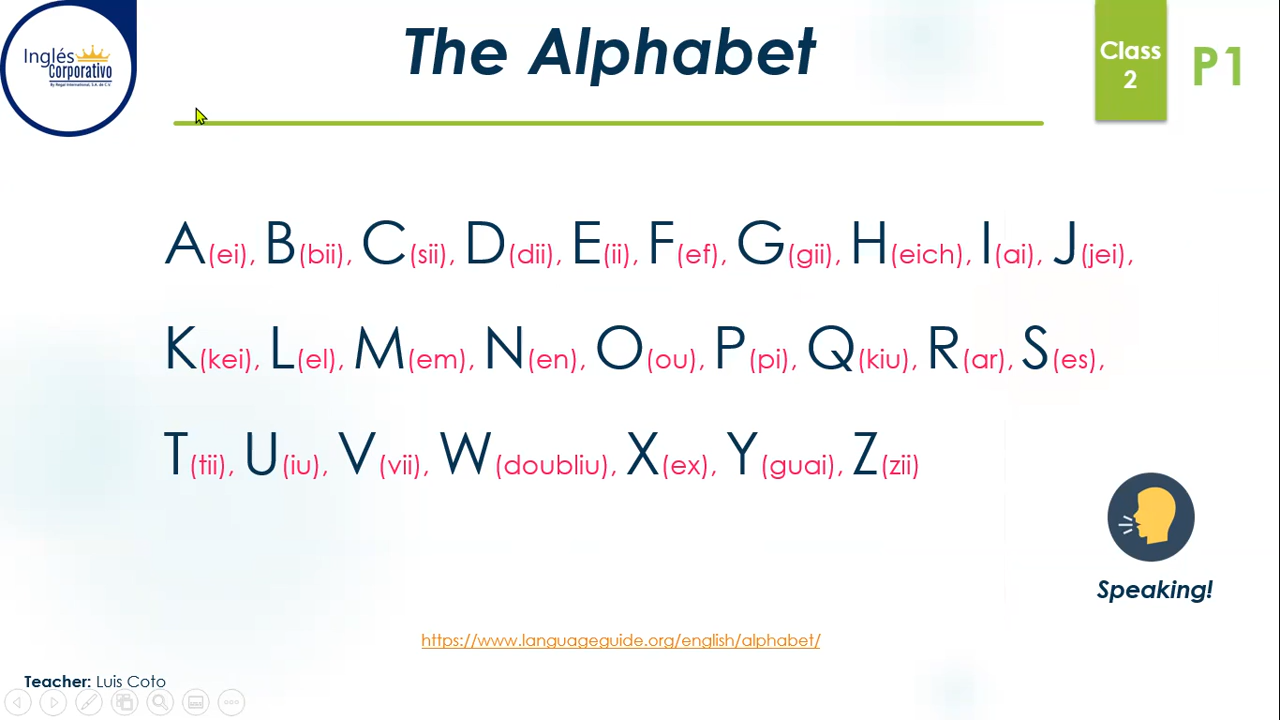 Inglés
Corporativo
By Regal International, S.A. de C.V.
The Alphabet
Class
2
P1
A(ei), B(bii), C(sii), D(dii), E(ii), F(ef), G(gii), H(eich), I(ai), J(jei),
K(kei), L(el), M(em), N(en), O(ou), P(pi), Q(kiu), R(ar), S(es),
T(tii), U(iu), V(vii), W(doubliu), X(ex), Y(guai), Z(zii)
Speaking!
https://www.languageguide.org/english/alphabet/
Teacher: Luis Coto